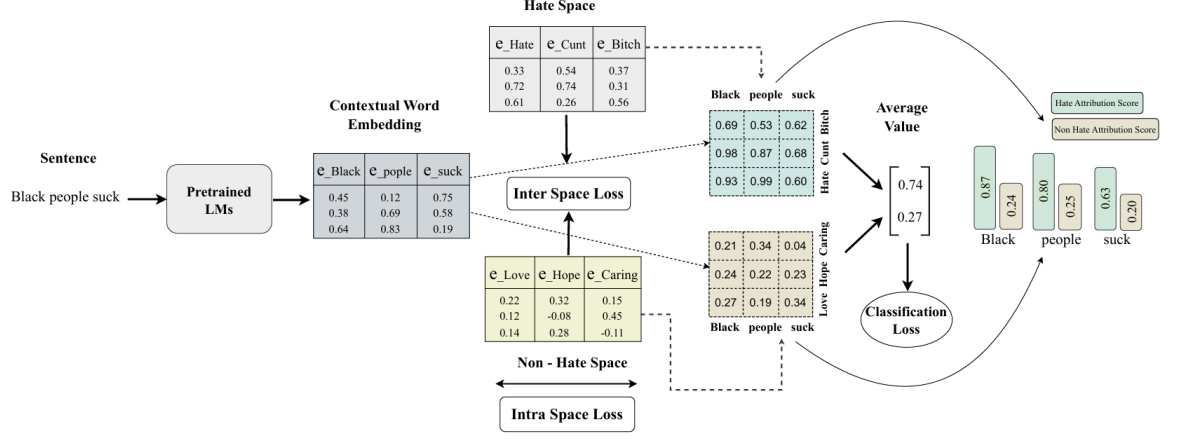 Hate Space
e_Hate e_Cunt e_Bitch
0.33 0.54 0.37
0.72 0.74 0.31
0.61 0.26 0.56
Contextual Word
Embedding
e_Black e_pople e_suck
0.45 0.12 0.75
0.38 0.69 0.58
0.64 0.83 0.19
Sentence
Black people suck
Pretrained
LMs
Inter Space Loss
e_Love e_Hope e_Caring
0.22 0.32 0.15
0.12 -0.08 0.45
0.14 0.28 -0.11
Non - Hate Space
Intra Space Loss
Black people suck
0.69 0.53 0.62
0.98 0.87 0.68
0.93 0.99 0.60
Hate Cunt Bitch
0.21 0.34 0.04
0.24 0.22 0.23
0.27 0.19 0.34
Love Hope Caring
Black people suck
Average
Value
0.74
0.27
Classification
Loss
Hate Attribution Score
Non Hate Attribution Score
0.87 0.24 0.80 0.25 0.63 0.20
Black people suck